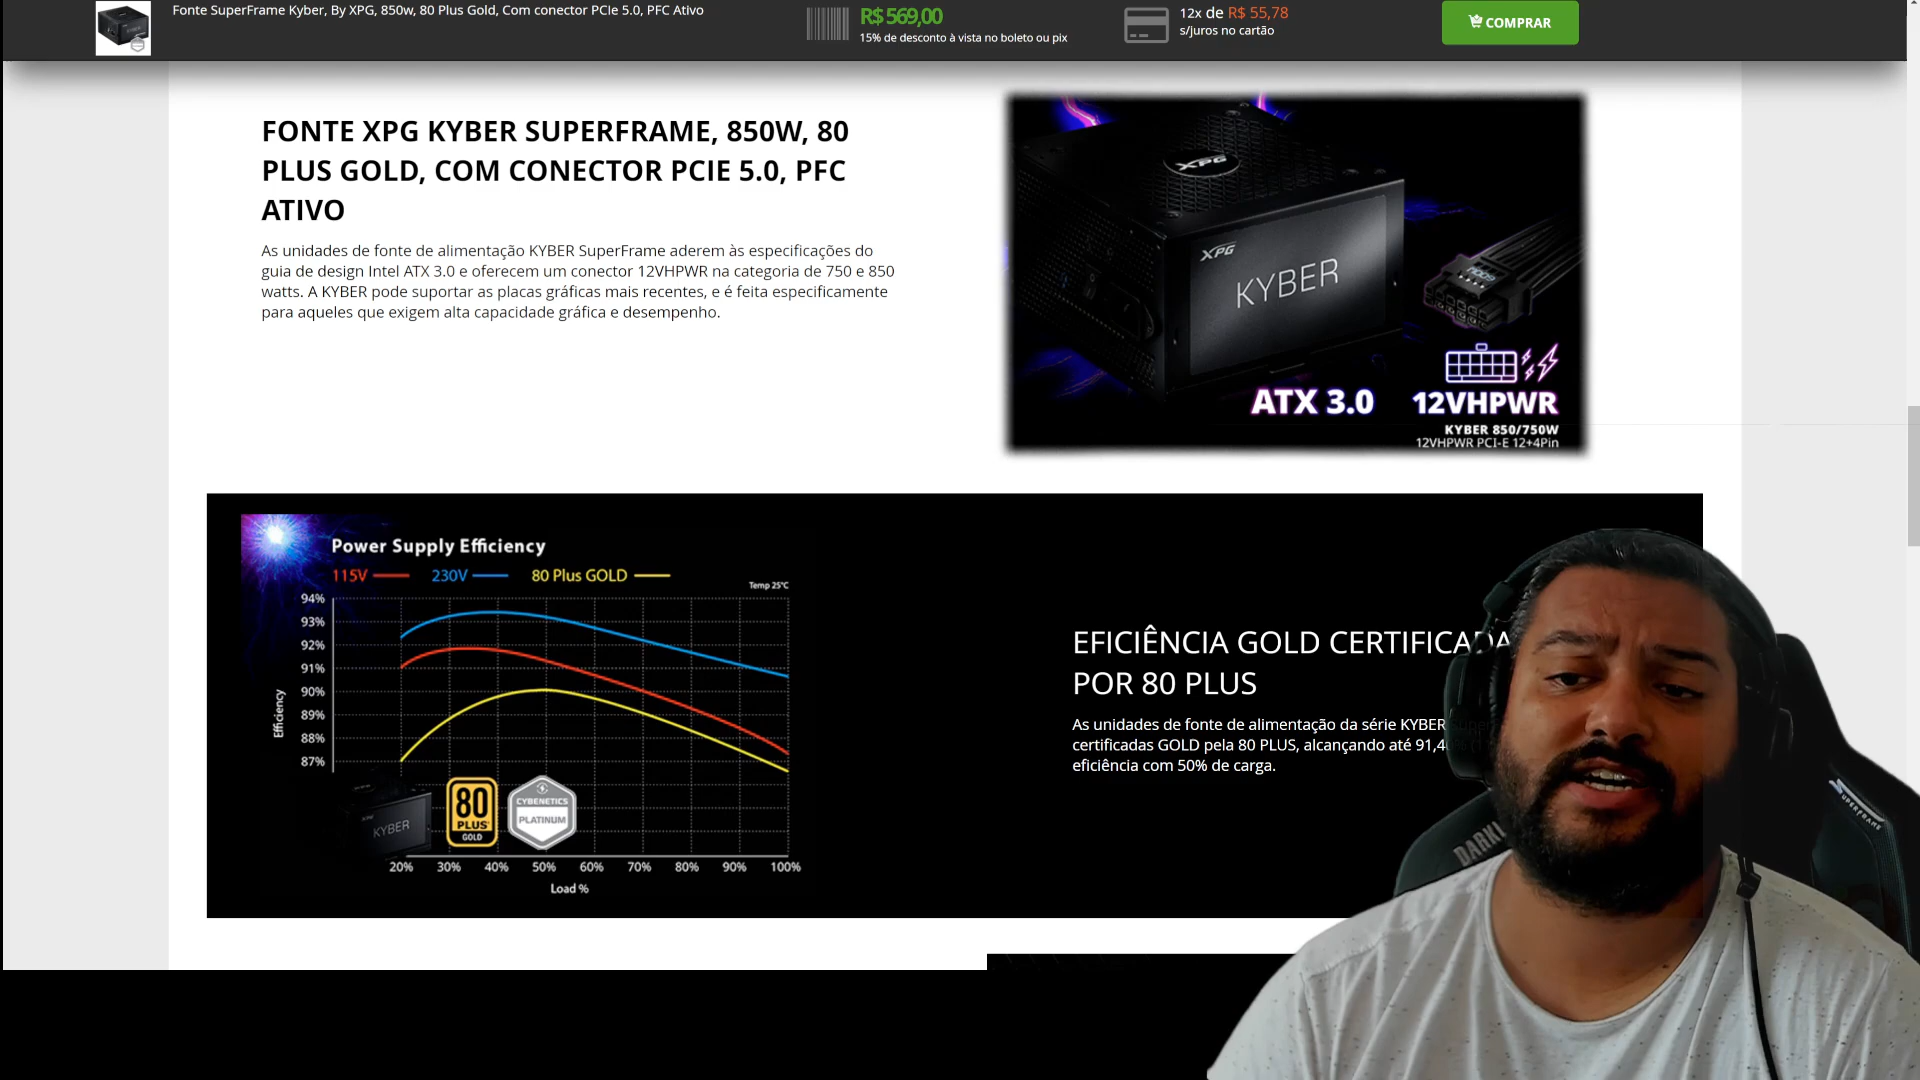 Fonte SuperFrame Kyber, By XPG, 850w, 80 Plus Gold, Com conector PCIe 5.0, PFC Ativo
R$ 569,00
15% de desconto à vista no boleto ou pix
12x de R$ 55,78
s/juros no cartão
COMPRAR
FONTE XPG KYBER SUPERFRAME, 850W, 80
PLUS GOLD, COM CONECTOR PCIE 5.0, PFC
ATIVO
As unidades de fonte de alimentação KYBER SuperFrame aderem às especificações do
guia de design Intel ATX 3.0 e oferecem um conector 12VHPWR na categoria de 750 e 850
watts. A KYBER pode suportar as placas gráficas mais recentes, e é feita especificamente
para aqueles que exigem alta capacidade gráfica e desempenho.
XPG
XPG
KYBER
600W
ATX 3.0
12VHPWR
KYBER 850/750W
12VHPWR PCI-E 12+4Pin
Power Supply Efficiency
115V
230V
80 Plus GOLD
Temp 25°C
94%
93%
92%
91%
90%
89%
88%
87%
Efficiency
KYBER
80
PLUS
GOLD
CYBENETICS
PLATINUM
20% 30% 40% 50% 60% 70% 80% 90% 100%
Load %
EFICIÊNCIA GOLD CERTIFICADA
POR 80 PLUS
As unidades de fonte de alimentação da série KYBER
certificadas GOLD pela 80 PLUS, alcançando até
eficiência com 50% de carga.
SUPERFRAME